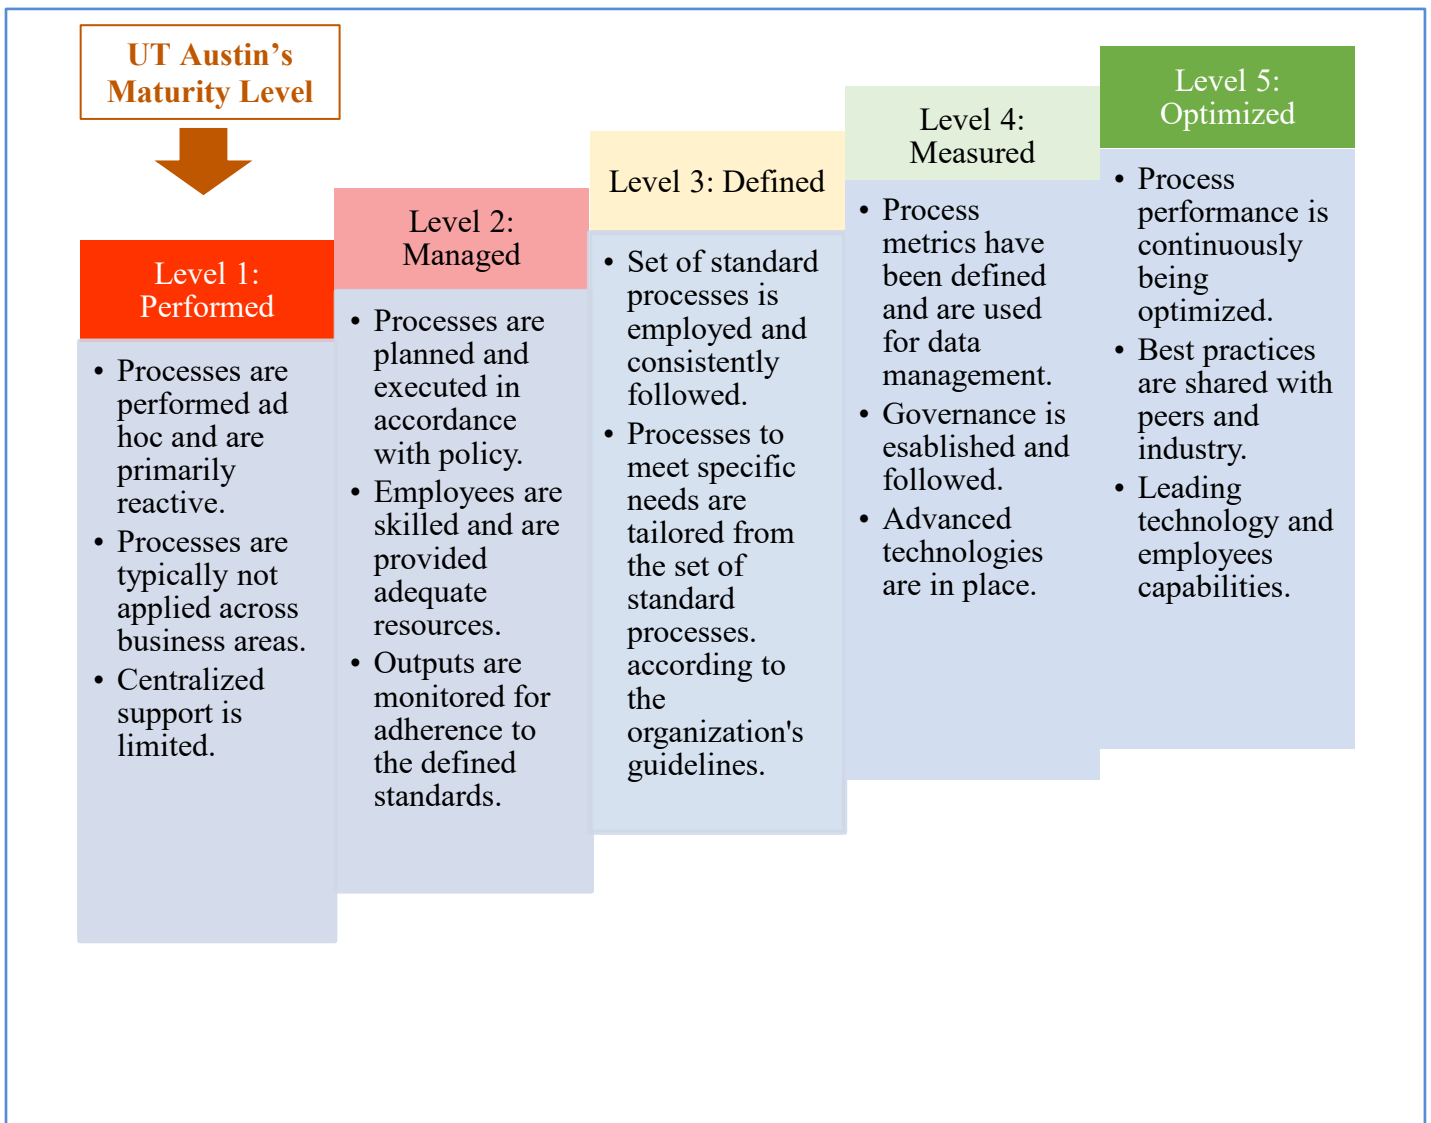 UT Austin’s
Maturity Level
Level 1:
Performed
• Processes are
performed ad
hoc and are
primarily
reactive.
• Processes are
typically not
applied across
business areas.
• Centralized
support is
limited.
Level 2:
Managed
• Processes are
planned and
executed in
accordance
with policy.
• Employees are
skilled and are
provided
adequate
resources.
• Outputs are
monitored for
adherence to
the defined
standards.
Level 3: Defined
• Set of standard
processes is
employed and
consistently
followed.
• Processes to
meet specific
needs are
tailored from
the set of
standard
processes.
according to
the
organization's
guidelines.
Level 4:
Measured
• Process
metrics have
been defined
and are used
for data
management.
• Governance is
esablished and
followed.
• Advanced
technologies
are in place.
Level 5:
Optimized
• Process
performance is
continuously
being
optimized.
• Best practices
are shared with
peers and
industry.
• Leading
technology and
employees
capabilities.